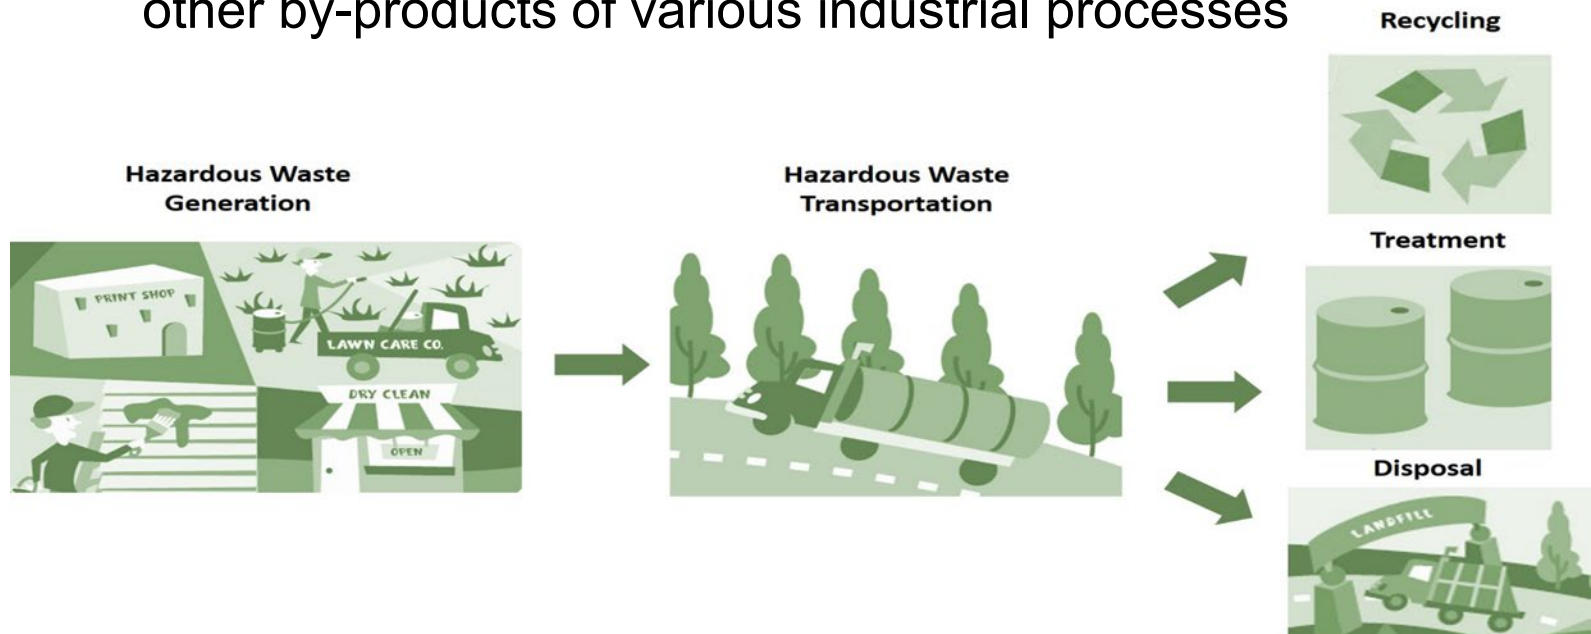 other by-products of various industrial processes
Hazardous Waste
Generation
PRINT SHOP
LAWN CARE CO.
DRY CLEAN
OPEN
Hazardous Waste
Transportation
Recycling
Treatment
Disposal
LANDFILL